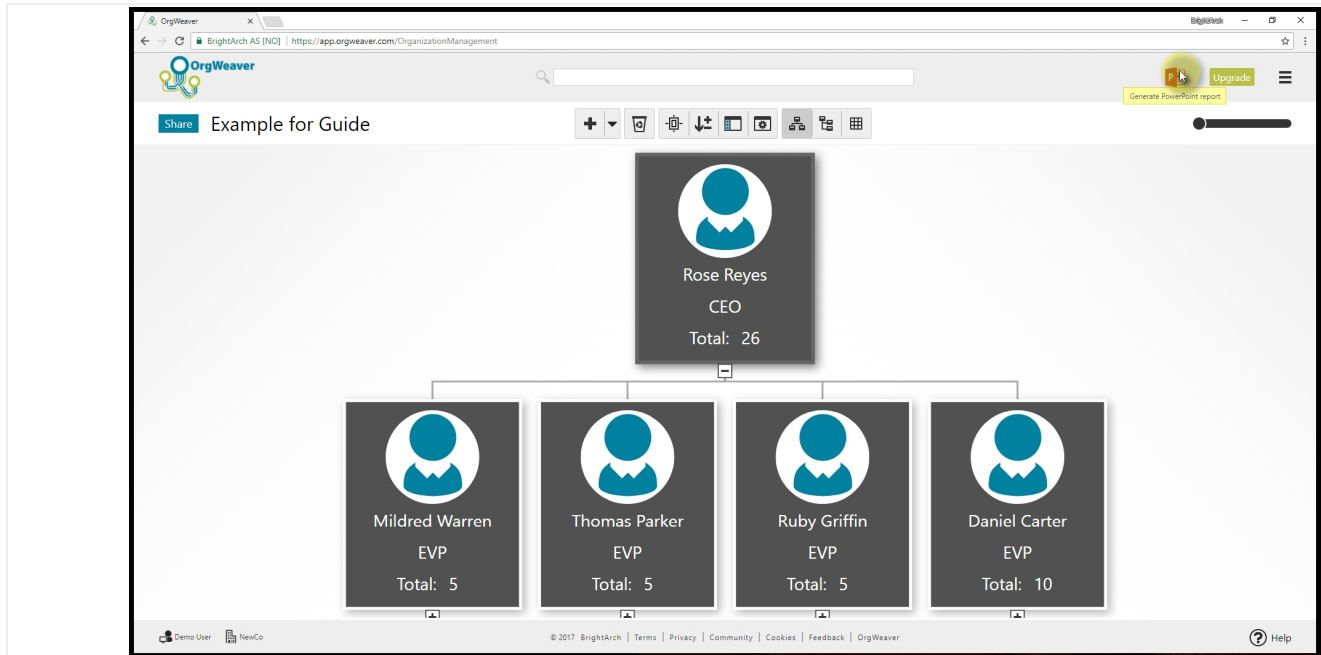 OrgWeaver
BrightArch
BrightArch AS [NO] | https://app.orgweaver.com/OrganizationManagement
OrgWeaver
P
Upgrade
Generate PowerPoint report
Share
Example for Guide
Rose Reyes
CEO
Total: 26
Mildred Warren
EVP
Total: 5
Thomas Parker
EVP
Total: 5
Ruby Griffin
EVP
Total: 5
Daniel Carter
EVP
Total: 10
Demo User
NewCo
© 2017 BrightArch | Terms | Privacy | Community | Cookies | Feedback | OrgWeaver
? Help